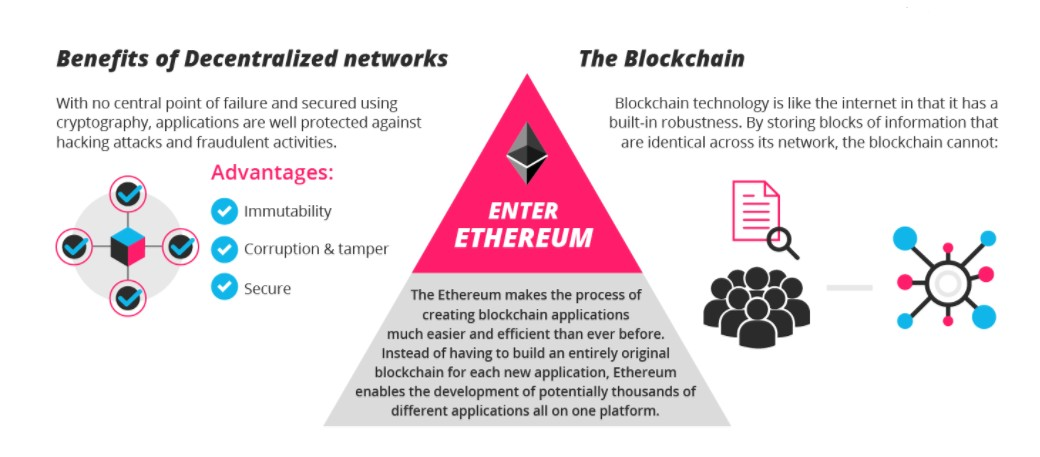 Benefits of Decentralized networks
With no central point of failure and secured using
cryptography, applications are well protected against
hacking attacks and fraudulent activities.
Advantages:
Immutability
Corruption & tamper
Secure
ENTER
ETHEREUM
The Ethereum makes the process of
creating blockchain applications
much easier and efficient than ever before.
Instead of having to build an entirely original
blockchain for each new application, Ethereum
enables the development of potentially thousands of
different applications all on one platform.
The Blockchain
Blockchain technology is like the internet in that it has a
built-in robustness. By storing blocks of information that
are identical across its network, the blockchain cannot: